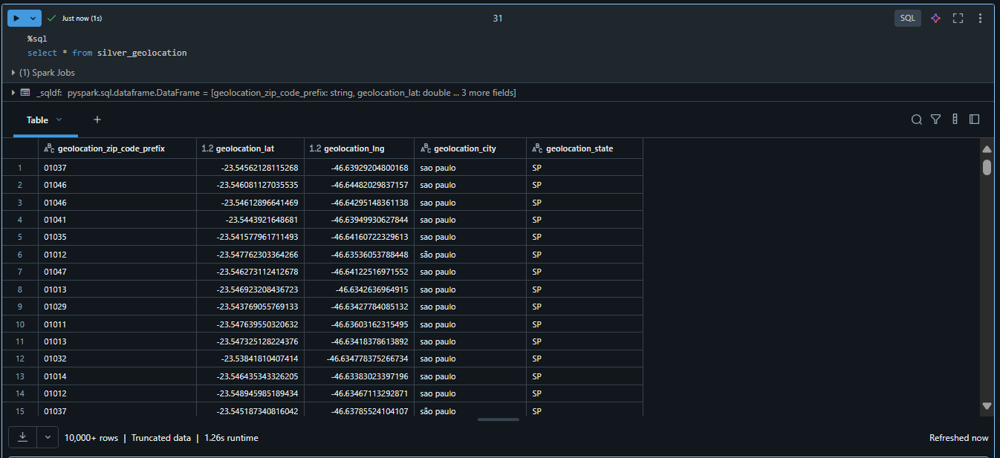 Just now (1s)
31
SQL
%sql
select * from silver_geolocation
(1) Spark Jobs
_sqldf: pyspark.sql.dataframe.DataFrame = [geolocation_zip_code_prefix: string, geolocation_lat: double ... 3 more fields]
Table
+
ABC geolocation_zip_code_prefix 1.2 geolocation_lat 1.2 geolocation_lng ABC geolocation_city ABC geolocation_state
1 01037 -23.54562128115268 -46.63929204800168 sao paulo SP
2 01046 -23.546081127035535 -46.64482029837157 sao paulo SP
3 01046 -23.54612896641469 -46.64295148361138 sao paulo SP
4 01041 -23.5443921648681 -46.63949930627844 sao paulo SP
5 01035 -23.541577961711493 -46.64160722329613 sao paulo SP
6 01012 -23.547762303364266 -46.63536053788448 são paulo SP
7 01047 -23.546273112412678 -46.64122516971552 sao paulo SP
8 01013 -23.546923208436723 -46.6342636964915 sao paulo SP
9 01029 -23.543769055769133 -46.63427784085132 sao paulo SP
10 01011 -23.547639550320632 -46.63603162315495 sao paulo SP
11 01013 -23.547325128224376 -46.63418378613892 sao paulo SP
12 01032 -23.53841810407414 -46.634778375266734 sao paulo SP
13 01014 -23.546435343326205 -46.63383023397196 sao paulo SP
14 01012 -23.548945985189434 -46.63467113292871 sao paulo SP
15 01037 -23.545187340816042 -46.63785524104107 são paulo SP
10,000+ rows | Truncated data | 1.26s runtime
Refreshed now